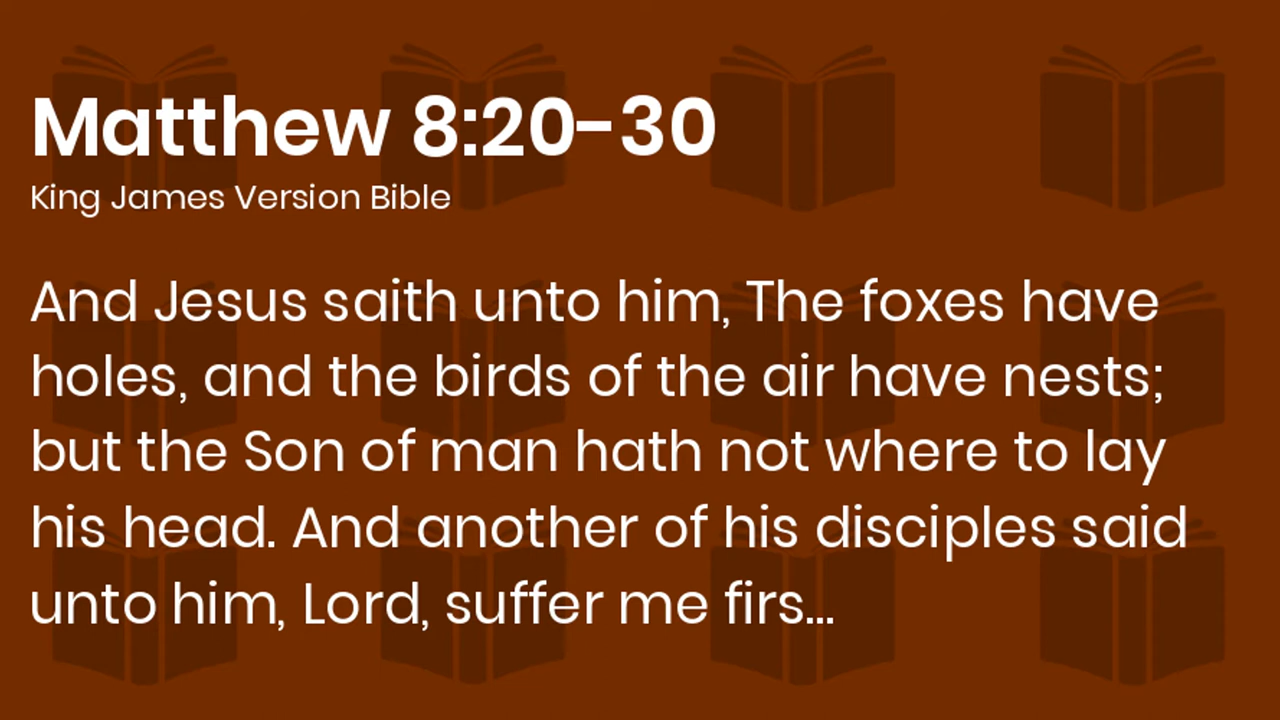 Matthew 8:20-30
King James Version Bible
And Jesus saith unto him, The foxes have
holes, and the birds of the air have nests;
but the Son of man hath not where to lay
his head. And another of his disciples said
unto him, Lord, suffer me firs...